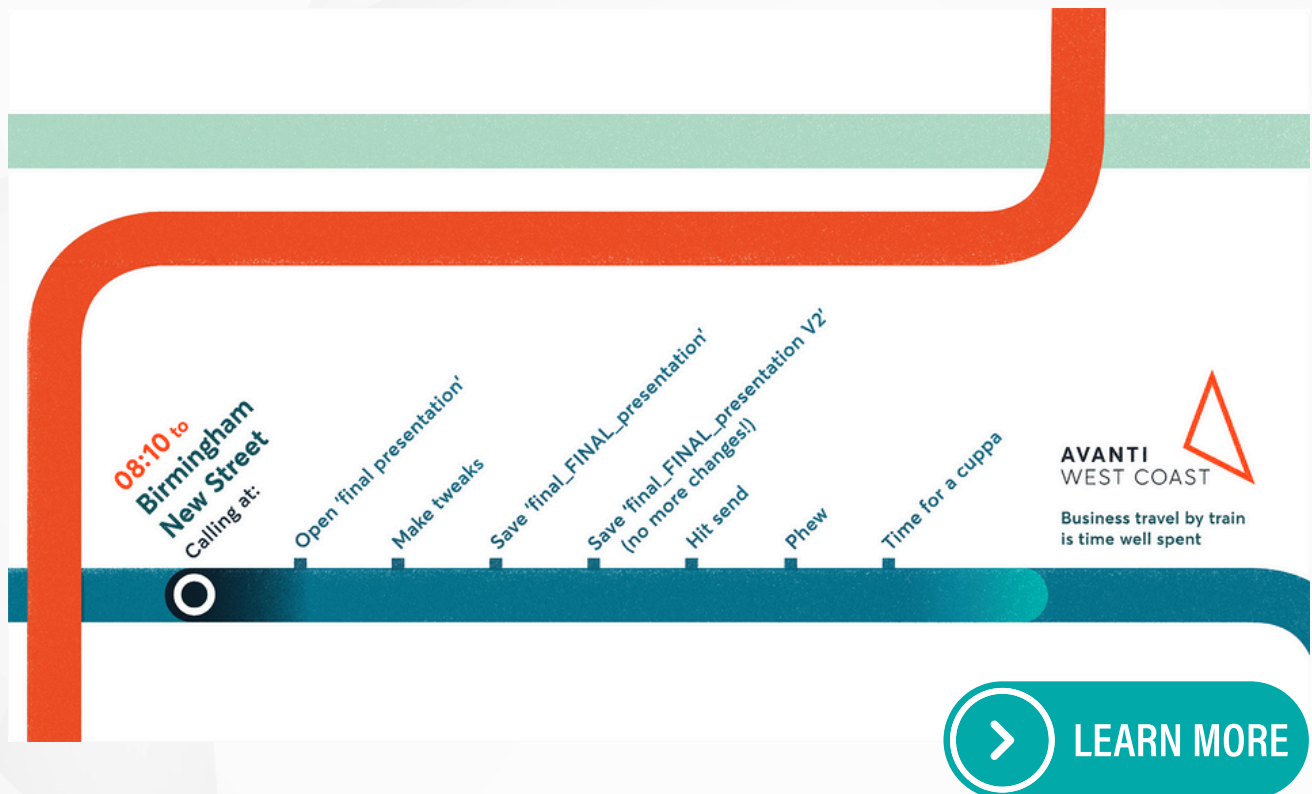 08:10 to
Birmingham
New Street
Calling at:
Open 'final presentation'
Make tweaks
Save 'final_FINAL_presentation'
Save 'final_FINAL_presentation V2'
(no more changes!)
Hit send
Phew
Time for a cuppa
AVANTI
WEST COAST
Business travel by train
is time well spent
LEARN MORE